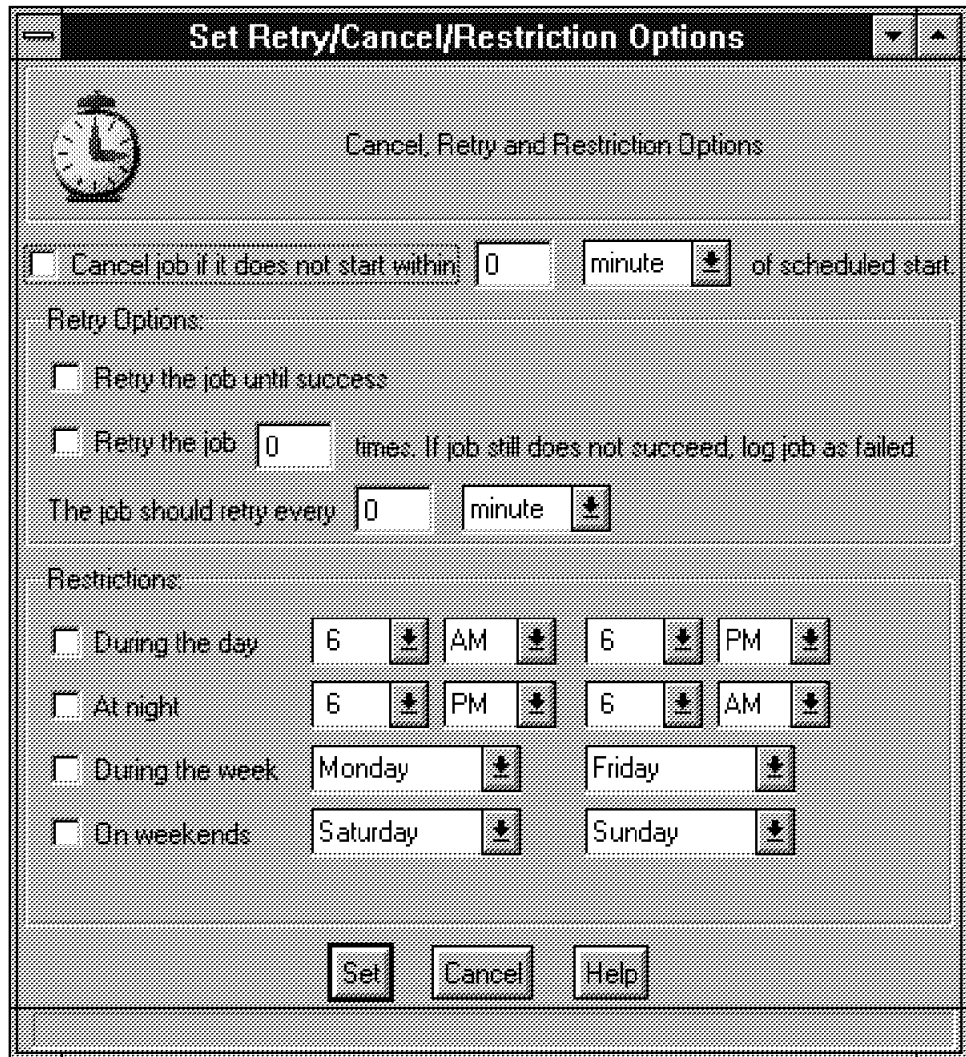 Set Retry/Cancel/Restriction Options
Cancel, Retry and Restriction Options
Cancel job if it does not start within: 0 minute of scheduled start.
Retry Options:
Retry the job until success
Retry the job 0 times. If job still does not succeed, log job as failed.
The job should retry every 0 minute
Restrictions:
During the day 6 AM 6 PM
At night 6 PM 6 AM
During the week Monday Friday
On weekends Saturday Sunday
Set Cancel Help